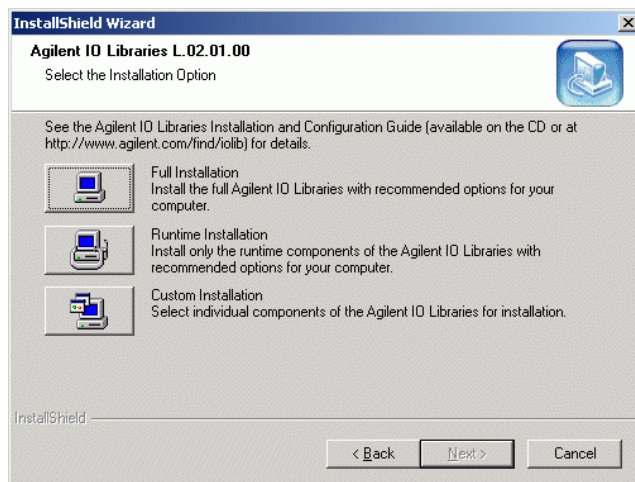 InstallShield Wizard
Agilent IO Libraries L.02.01.00
Select the Installation Option
See the Agilent IO Libraries Installation and Configuration Guide (available on the CD or at
http://www.agilent.com/find/iolib) for details.
Full Installation
Install the full Agilent IO Libraries with recommended options for your
computer.
Runtime Installation
Install only the runtime components of the Agilent IO Libraries with
recommended options for your computer.
Custom Installation
Select individual components of the Agilent IO Libraries for installation.
InstallShield
< Back
Next >
Cancel